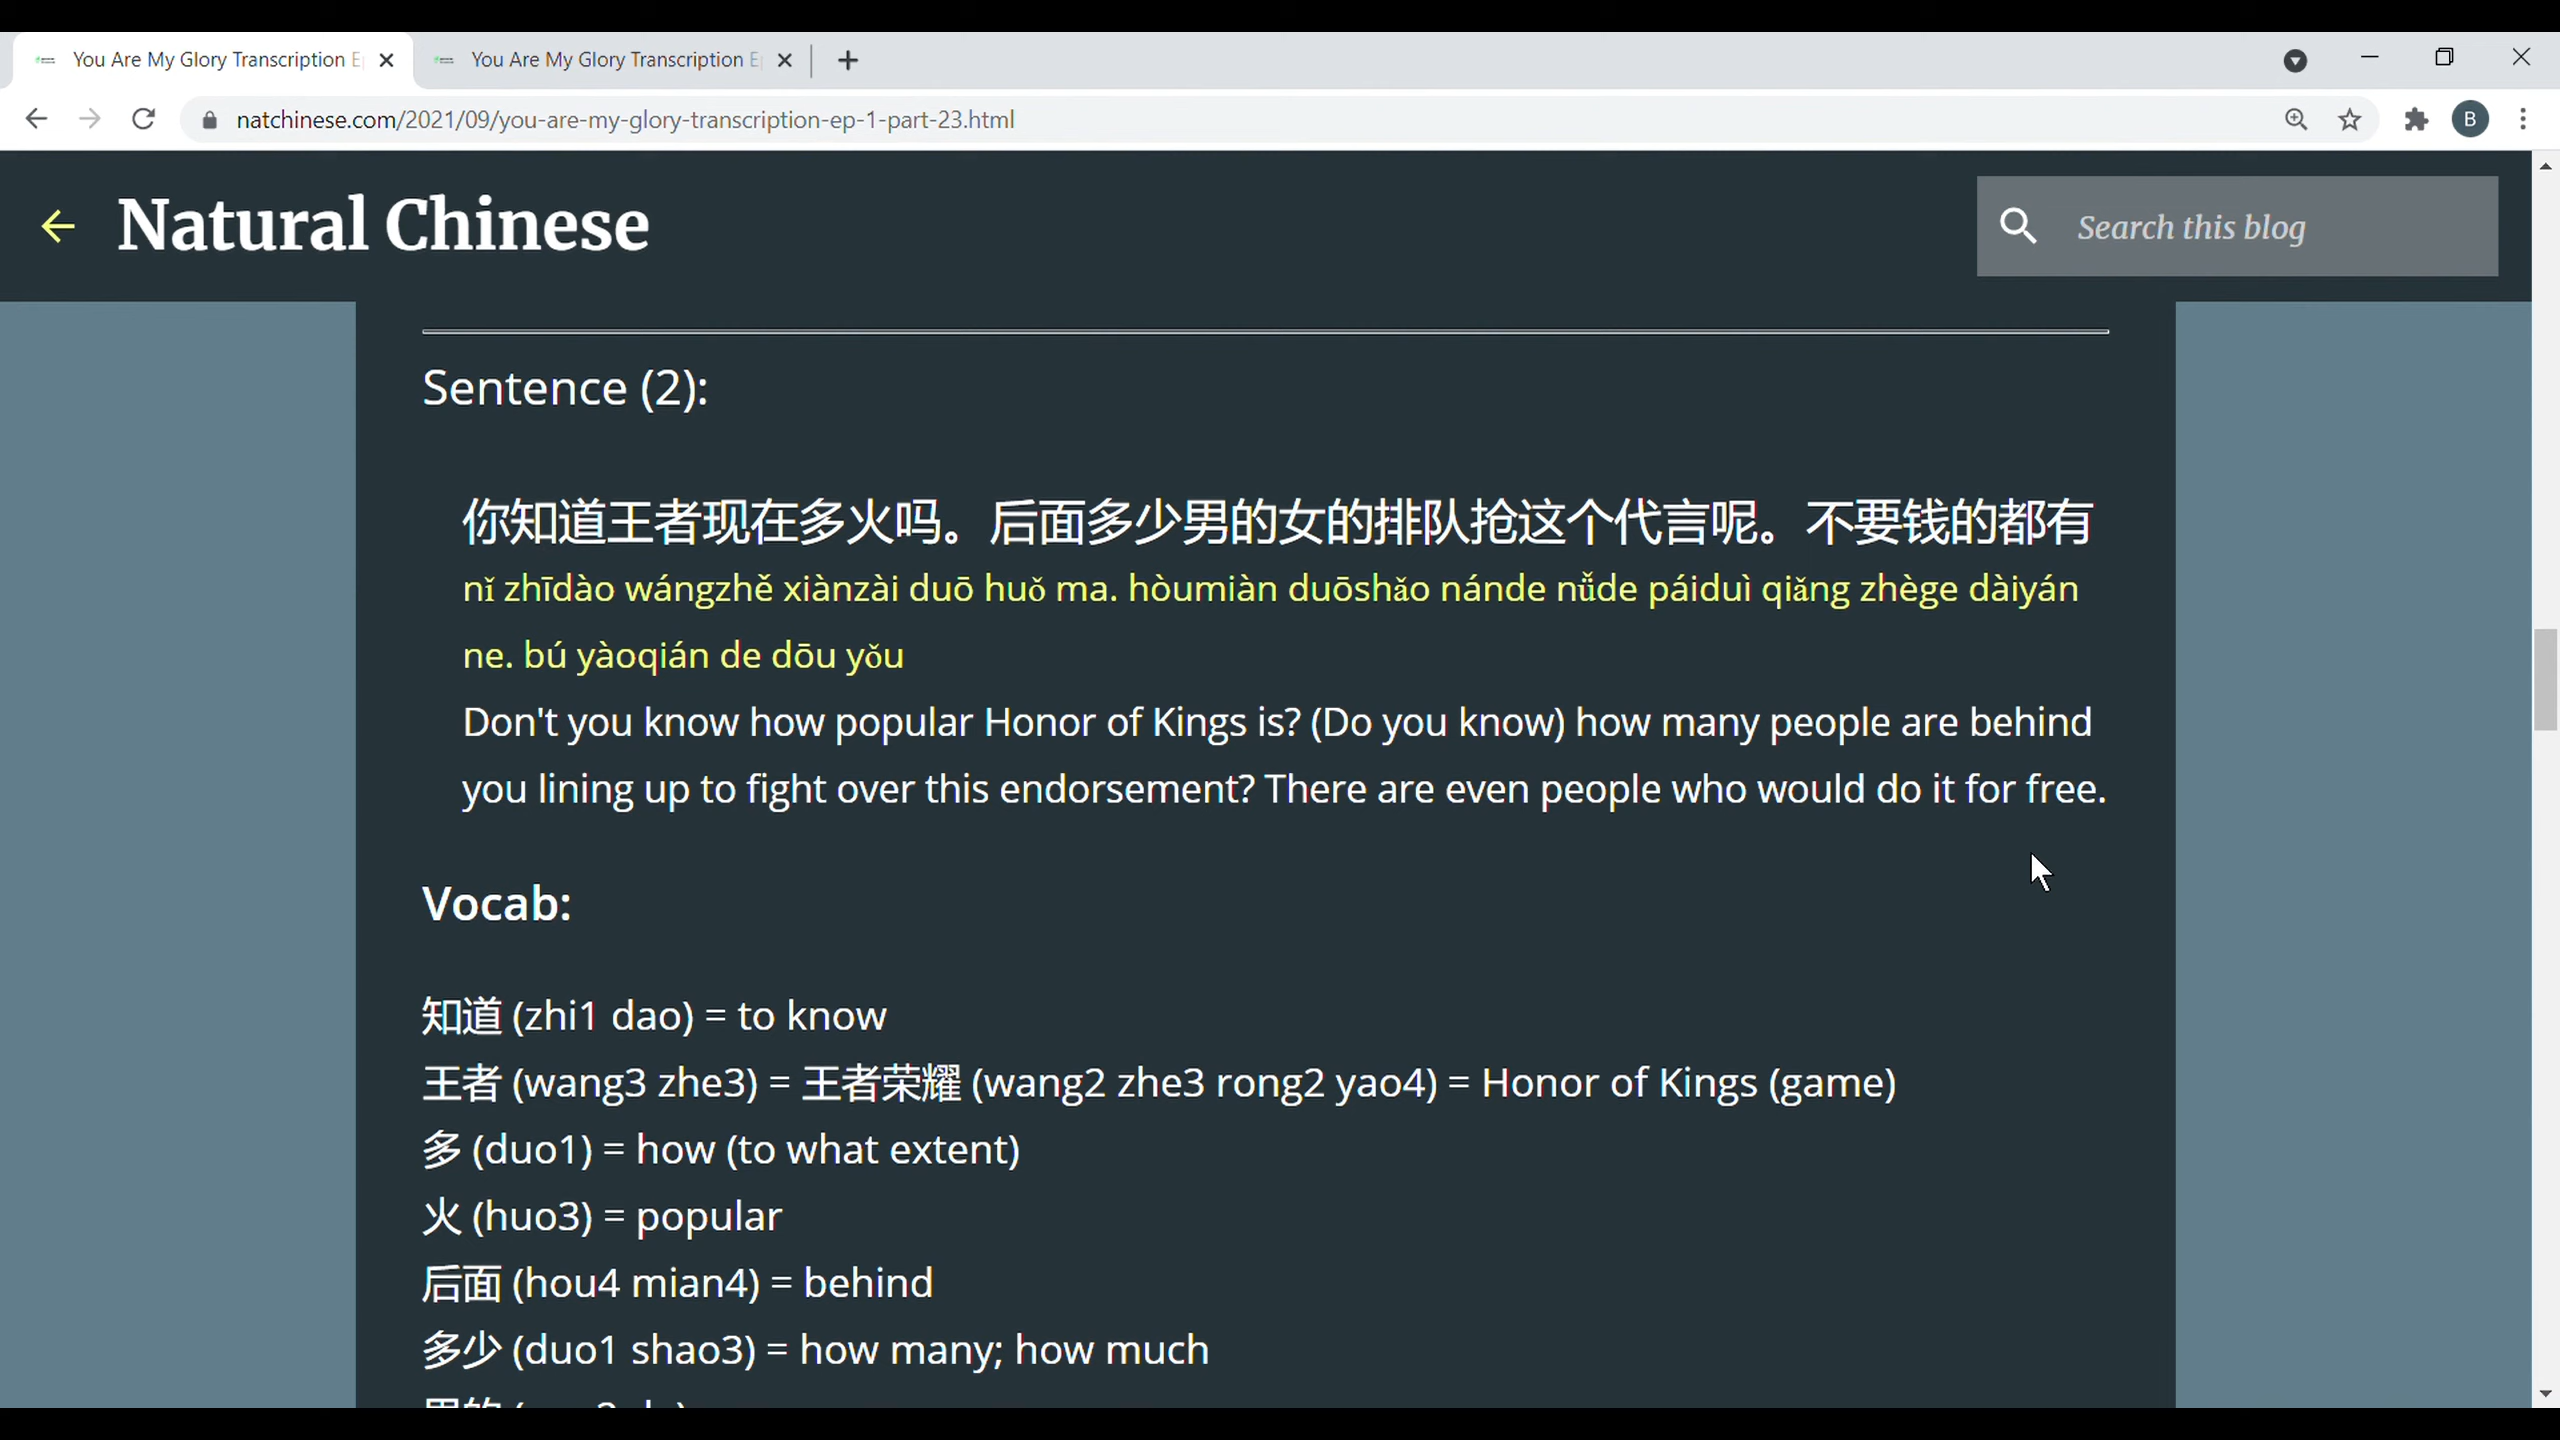 You Are My Glory Transcription E
You Are My Glory Transcription E
natchinese.com/2021/09/you-are-my-glory-transcription-ep-1-part-23.html
B
Natural Chinese
Search this blog
Sentence (2):
你知道王者现在多火吗。后面多少男的女的排队抢这个代言呢。不要钱的都有
nǐ zhīdào wángzhě xiànzài duō huǒ ma. hòumiàn duōshǎo nánde nǚde páiduì qiǎng zhège dàiyán
ne. bú yàoqián de dōu yǒu
Don't you know how popular Honor of Kings is? (Do you know) how many people are behind
you lining up to fight over this endorsement? There are even people who would do it for free.
Vocab:
知道 (zhi1 dao) = to know
王者 (wang3 zhe3) = 王者荣耀 (wang2 zhe3 rong2 yao4) = Honor of Kings (game)
多 (duo1) = how (to what extent)
火 (huo3) = popular
后面 (hou4 mian4) = behind
多少 (duo1 shao3) = how many; how much